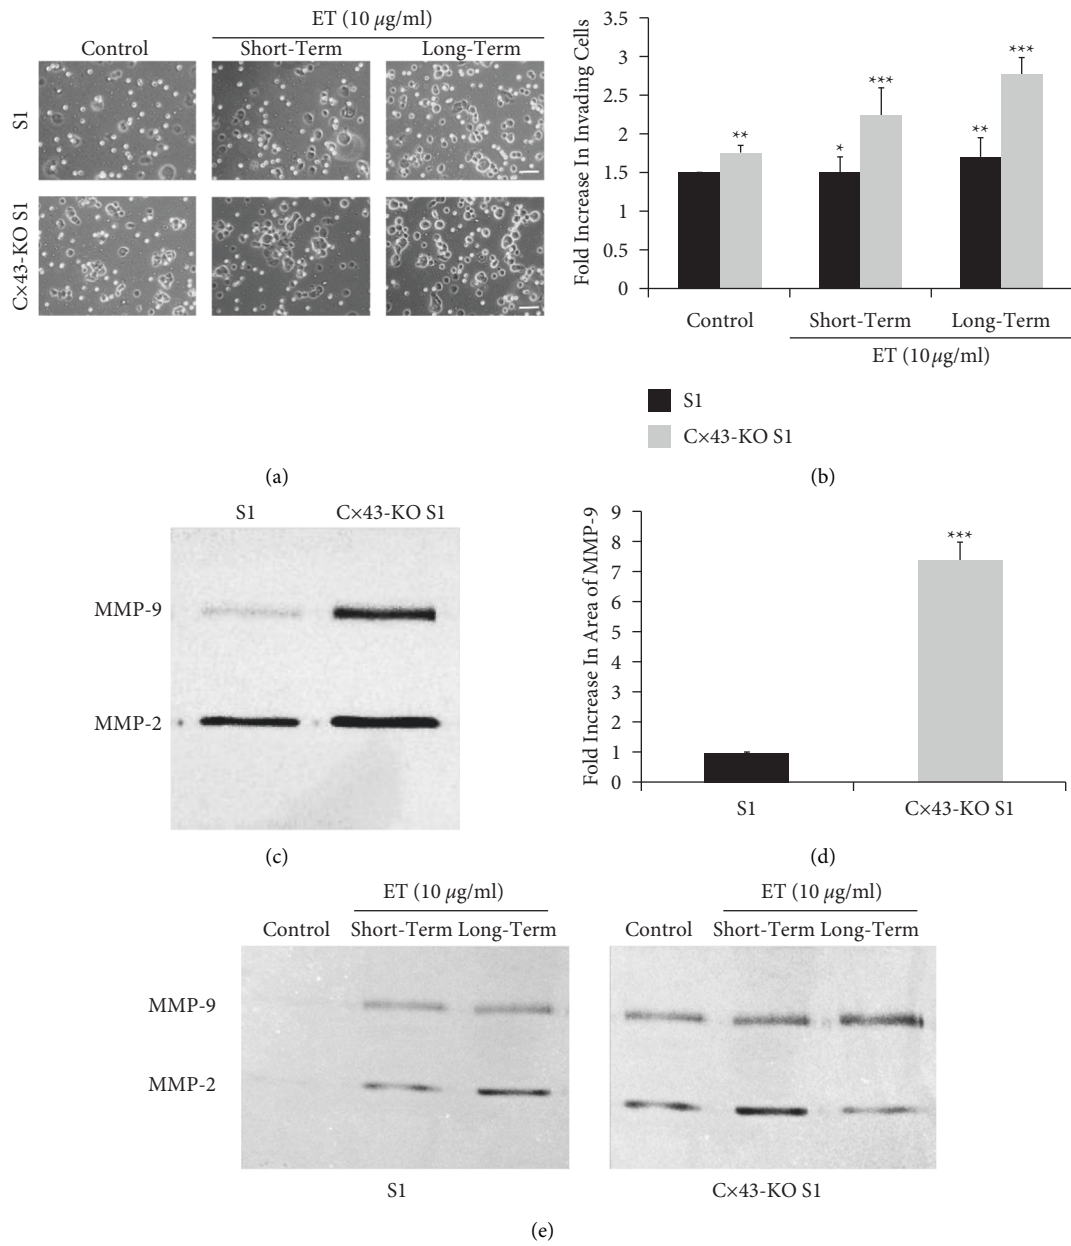 ET (10 μg/ml)
Control
Short-Term
Long-Term
S1
C×43-KO S1
(a)
Fold Increase In Invading Cells
3.5
3
2.5
2
1.5
1
0.5
0
**
*
***
**
***
Control
Short-Term
Long-Term
ET (10 μg/ml)
S1
C×43-KO S1
(b)
S1
C×43-KO S1
MMP-9
MMP-2
(c)
Fold Increase In Area of MMP-9
9
8
7
6
5
4
3
2
1
0
***
S1
C×43-KO S1
(d)
ET (10 μg/ml)
Control
Short-Term
Long-Term
MMP-9
MMP-2
S1
ET (10 μg/ml)
Control
Short-Term
Long-Term
C×43-KO S1
(e)